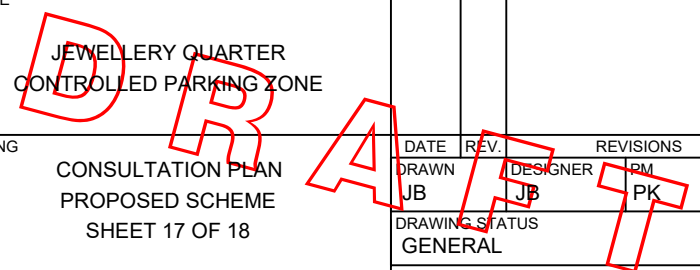 JEWELLERY QUARTER
CONTROLLED PARKING ZONE
CONSULTATION PLAN
PROPOSED SCHEME
SHEET 17 OF 18
DATE REV. REVISIONS
DRAWN DESIGNER PM
JB JB PK
DRAWING STATUS
GENERAL
DRAFT